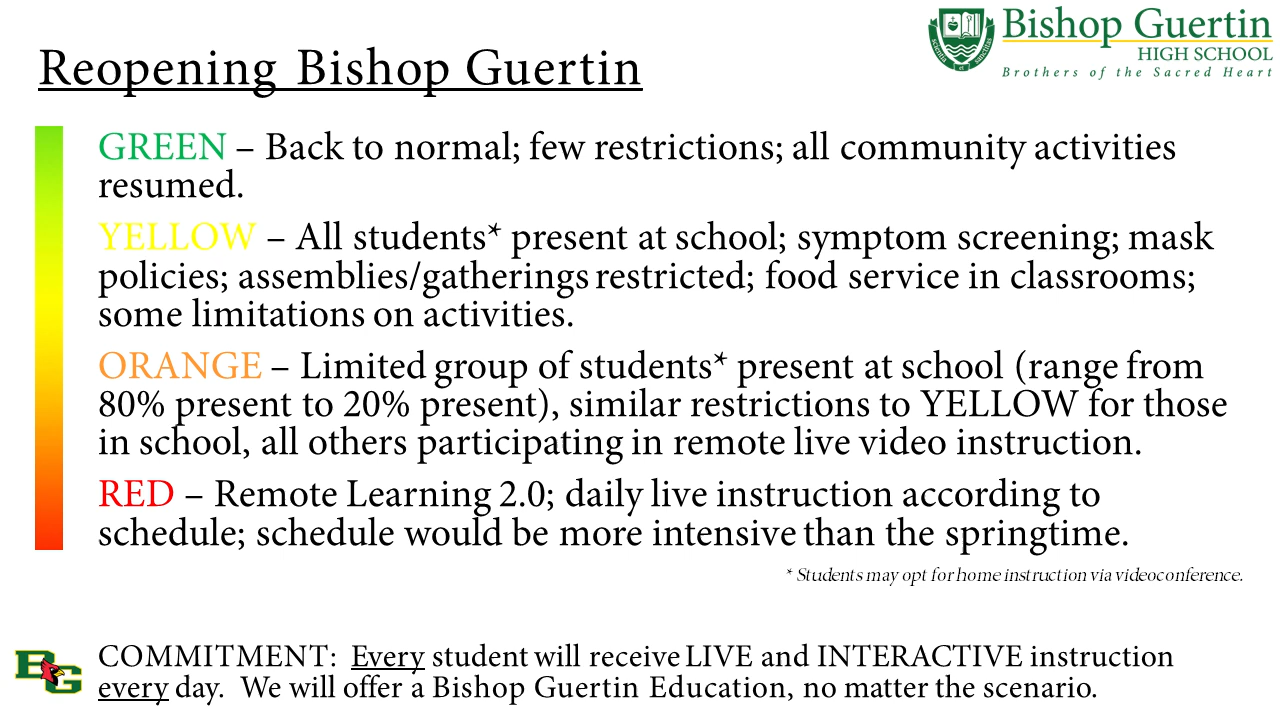 Bishop Guertin
HIGH SCHOOL
Brothers of the Sacred Heart
Reopening Bishop Guertin
GREEN – Back to normal; few restrictions; all community activities
resumed.
YELLOW – All students* present at school; symptom screening; mask
policies; assemblies/gatherings restricted; food service in classrooms;
some limitations on activities.
ORANGE – Limited group of students* present at school (range from
80% present to 20% present), similar restrictions to YELLOW for those
in school, all others participating in remote live video instruction.
RED – Remote Learning 2.0; daily live instruction according to
schedule; schedule would be more intensive than the springtime.
* Students may opt for home instruction via videoconference.
BG
COMMITMENT: Every student will receive LIVE and INTERACTIVE instruction
every day. We will offer a Bishop Guertin Education, no matter the scenario.